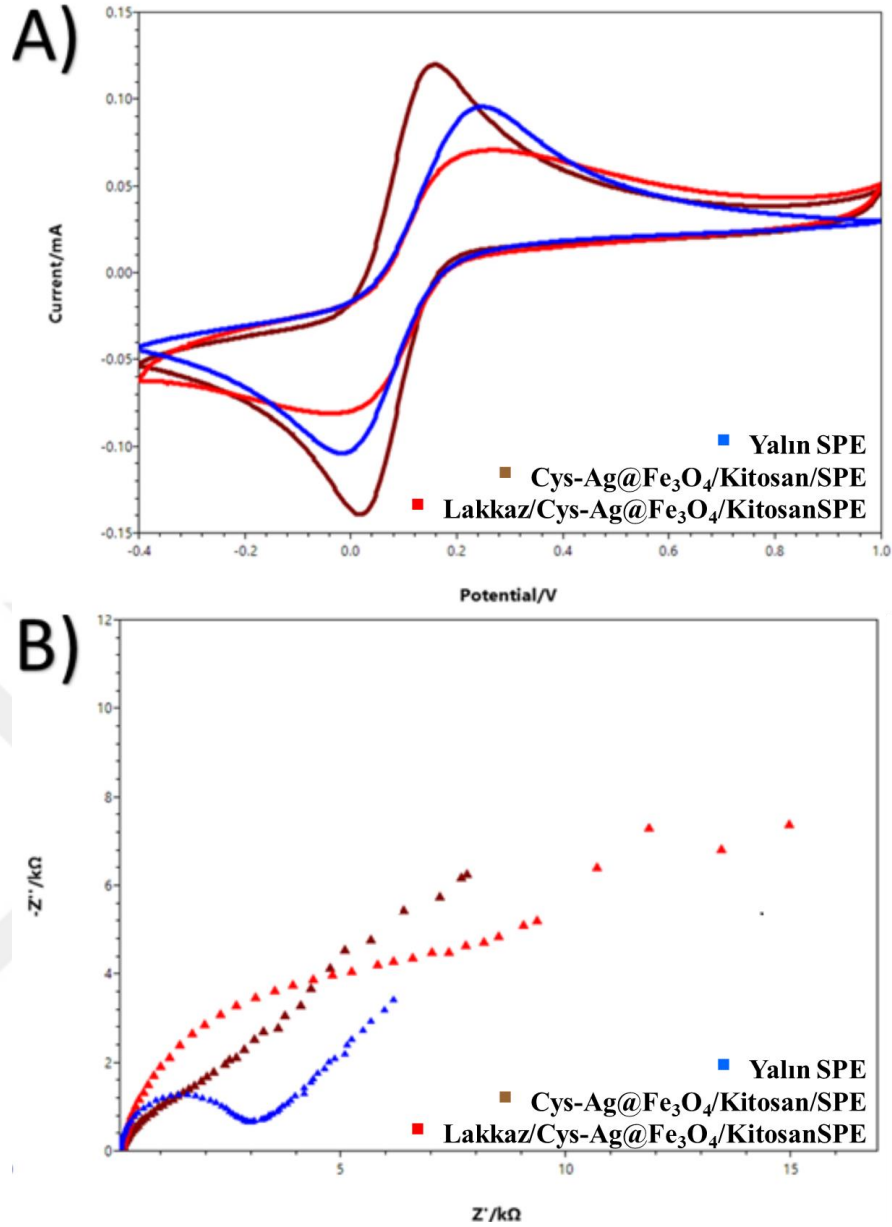 A)
0.15
0.10
0.05
0.00
-0.05
-0.10
-0.15
Current/mA
Yalın SPE
Cys-Ag@Fe₃O₄/Kitosan/SPE
Lakkaz/Cys-Ag@Fe₃O₄/KitosanSPE
-0.4 -0.2 0.0 0.2 0.4 0.6 0.8 1.0
Potential/V
B)
12
10
8
6
4
2
0
-Z''/kΩ
Yalın SPE
Cys-Ag@Fe₃O₄/Kitosan/SPE
Lakkaz/Cys-Ag@Fe₃O₄/KitosanSPE
5 10 15
Z'/kΩ